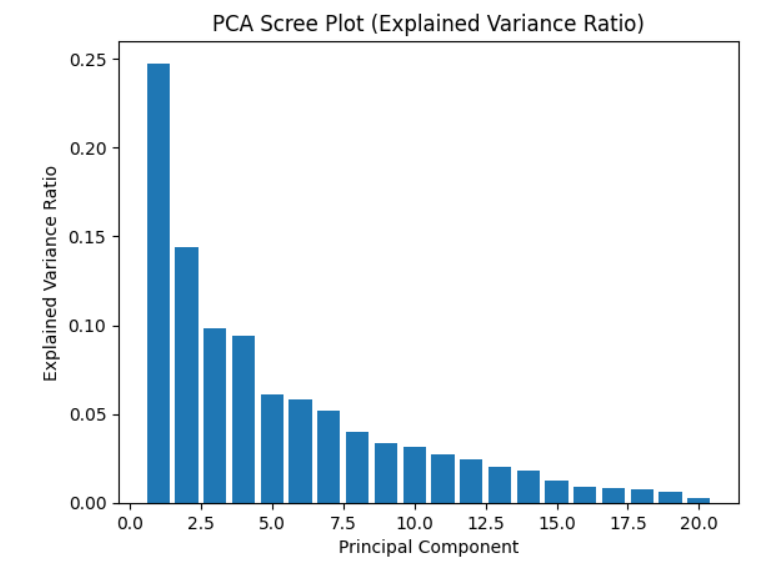 PCA Scree Plot (Explained Variance Ratio)
Explained Variance Ratio
0.25
0.20
0.15
0.10
0.05
0.00
0.0 2.5 5.0 7.5 10.0 12.5 15.0 17.5 20.0
Principal Component